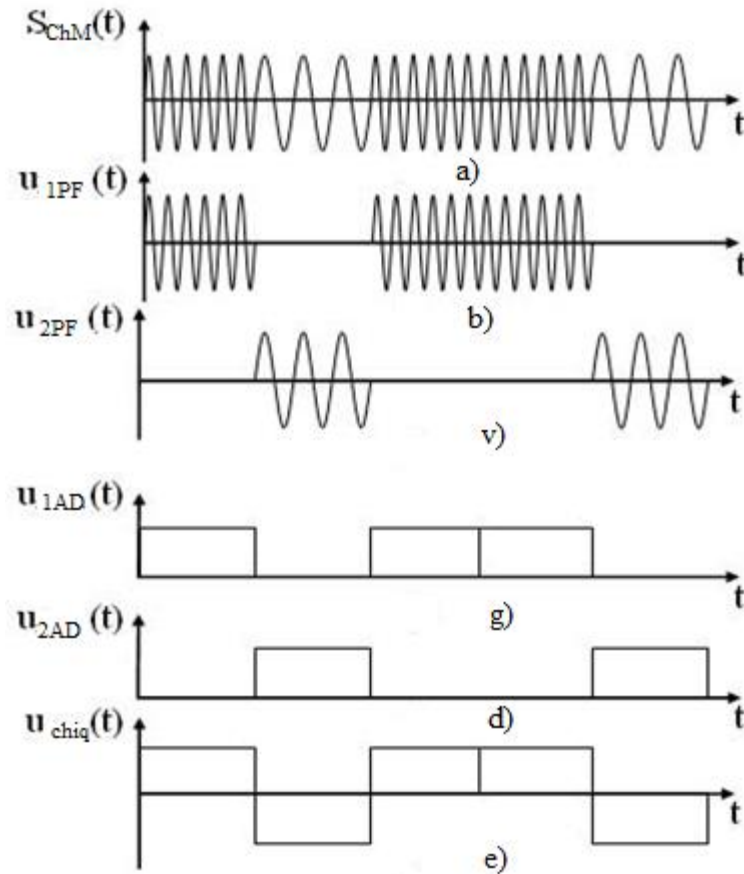 S_ChM(t)
t
a)
u_1PF (t)
t
b)
u_2PF (t)
t
v)
u_1AD(t)
t
g)
u_2AD (t)
t
d)
u_chiq(t)
t
e)